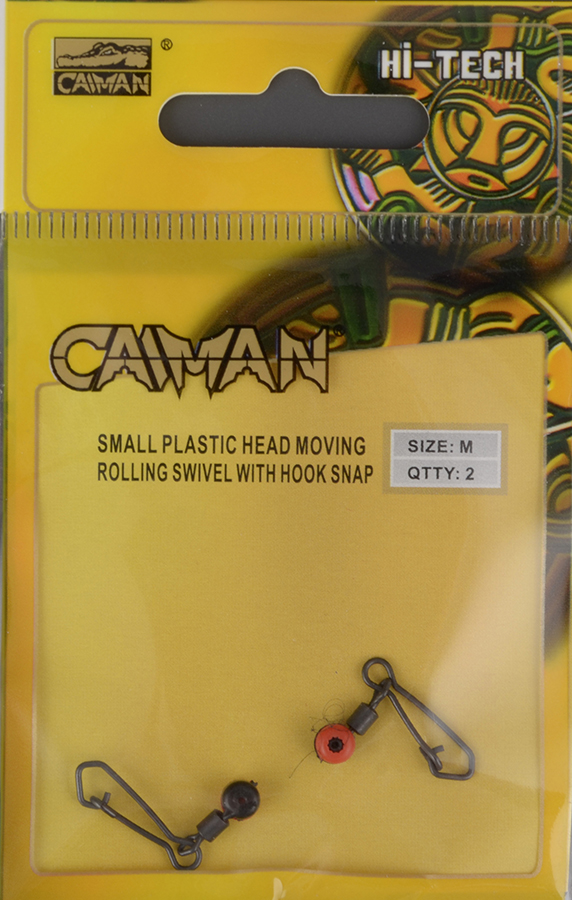 CAIMAN ®
Hi-TECH
CAIMAN ®
SMALL PLASTIC HEAD MOVING
ROLLING SWIVEL WITH HOOK SNAP
SIZE: M
QTTY: 2